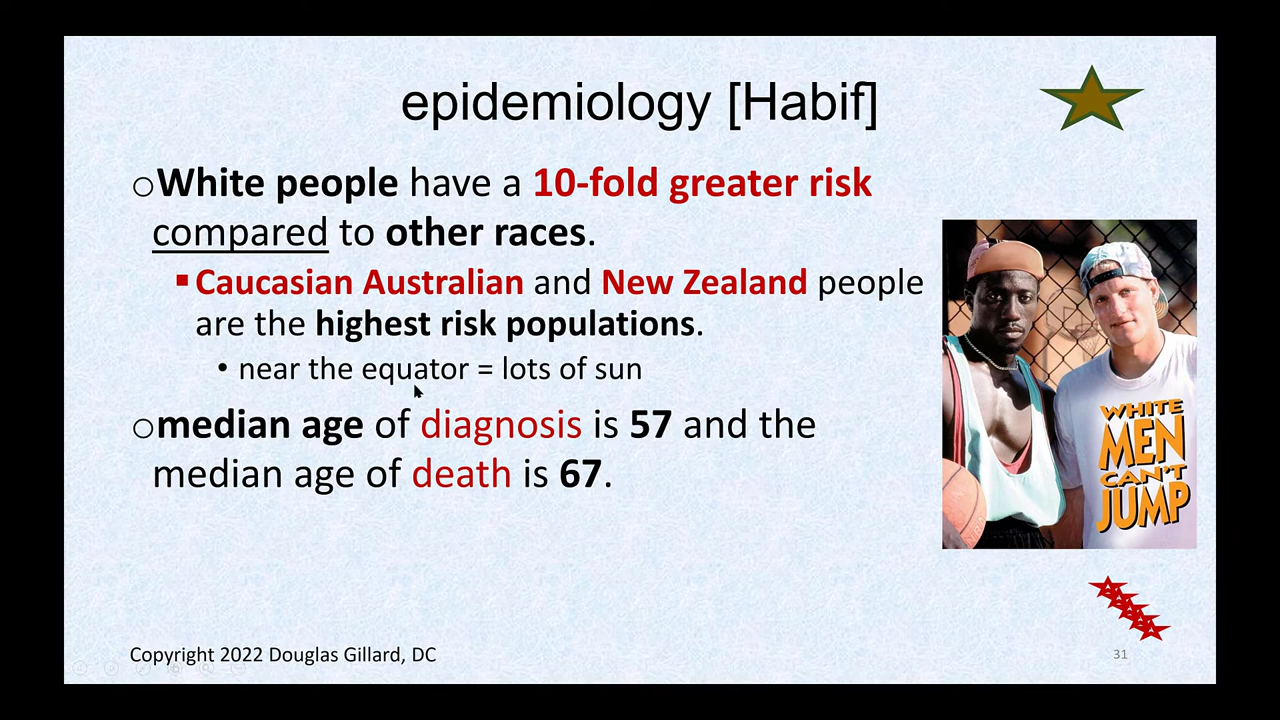 epidemiology [Habif]
White people have a 10-fold greater risk
compared to other races.
Caucasian Australian and New Zealand people
are the highest risk populations.
• near the equator = lots of sun
median age of diagnosis is 57 and the
median age of death is 67.
WHITE
MEN
CAN'T
JUMP
Copyright 2022 Douglas Gillard, DC
31